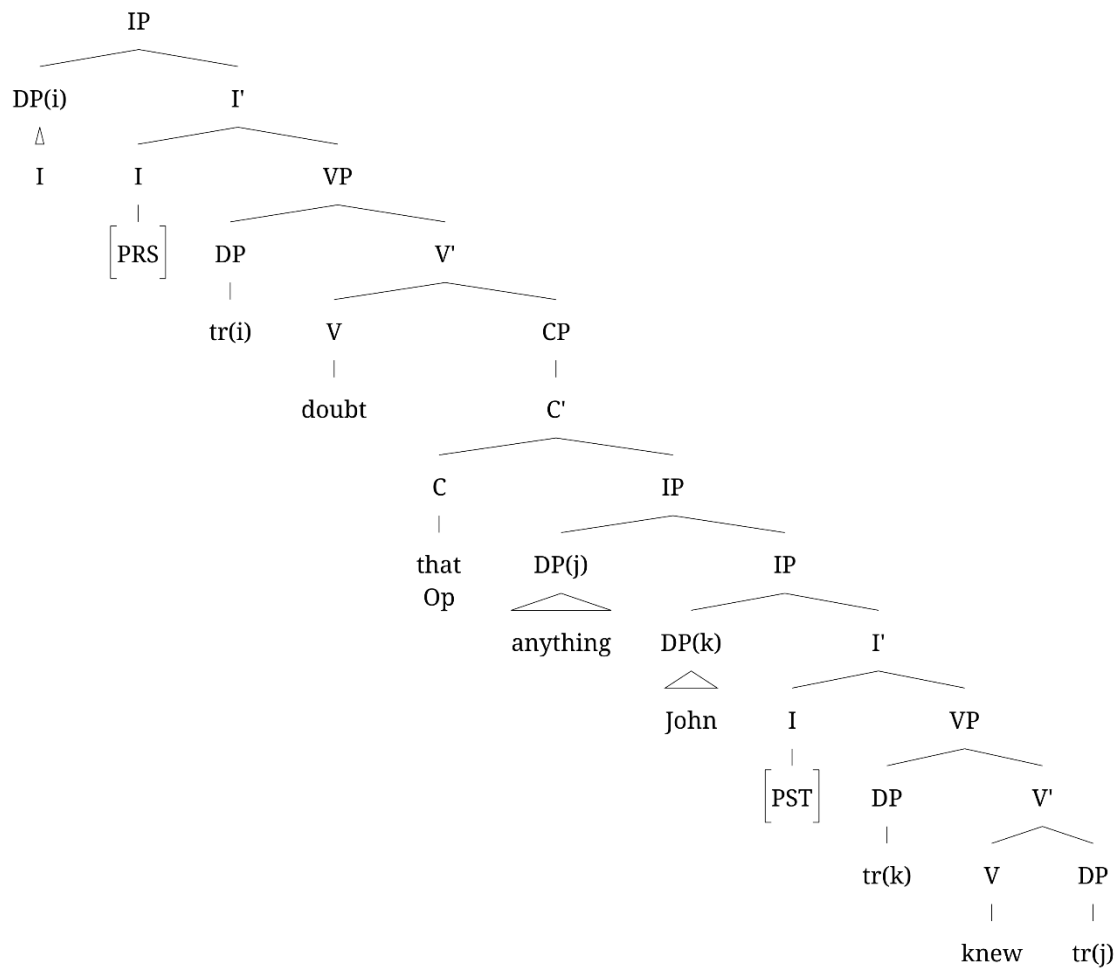 IP
DP(i) I'
I I VP
[PRS] DP V'
tr(i) V CP
doubt C'
C IP
that DP(j) IP
Op
anything DP(k) I'
John I VP
[PST] DP V'
tr(k) V DP
knew tr(j)